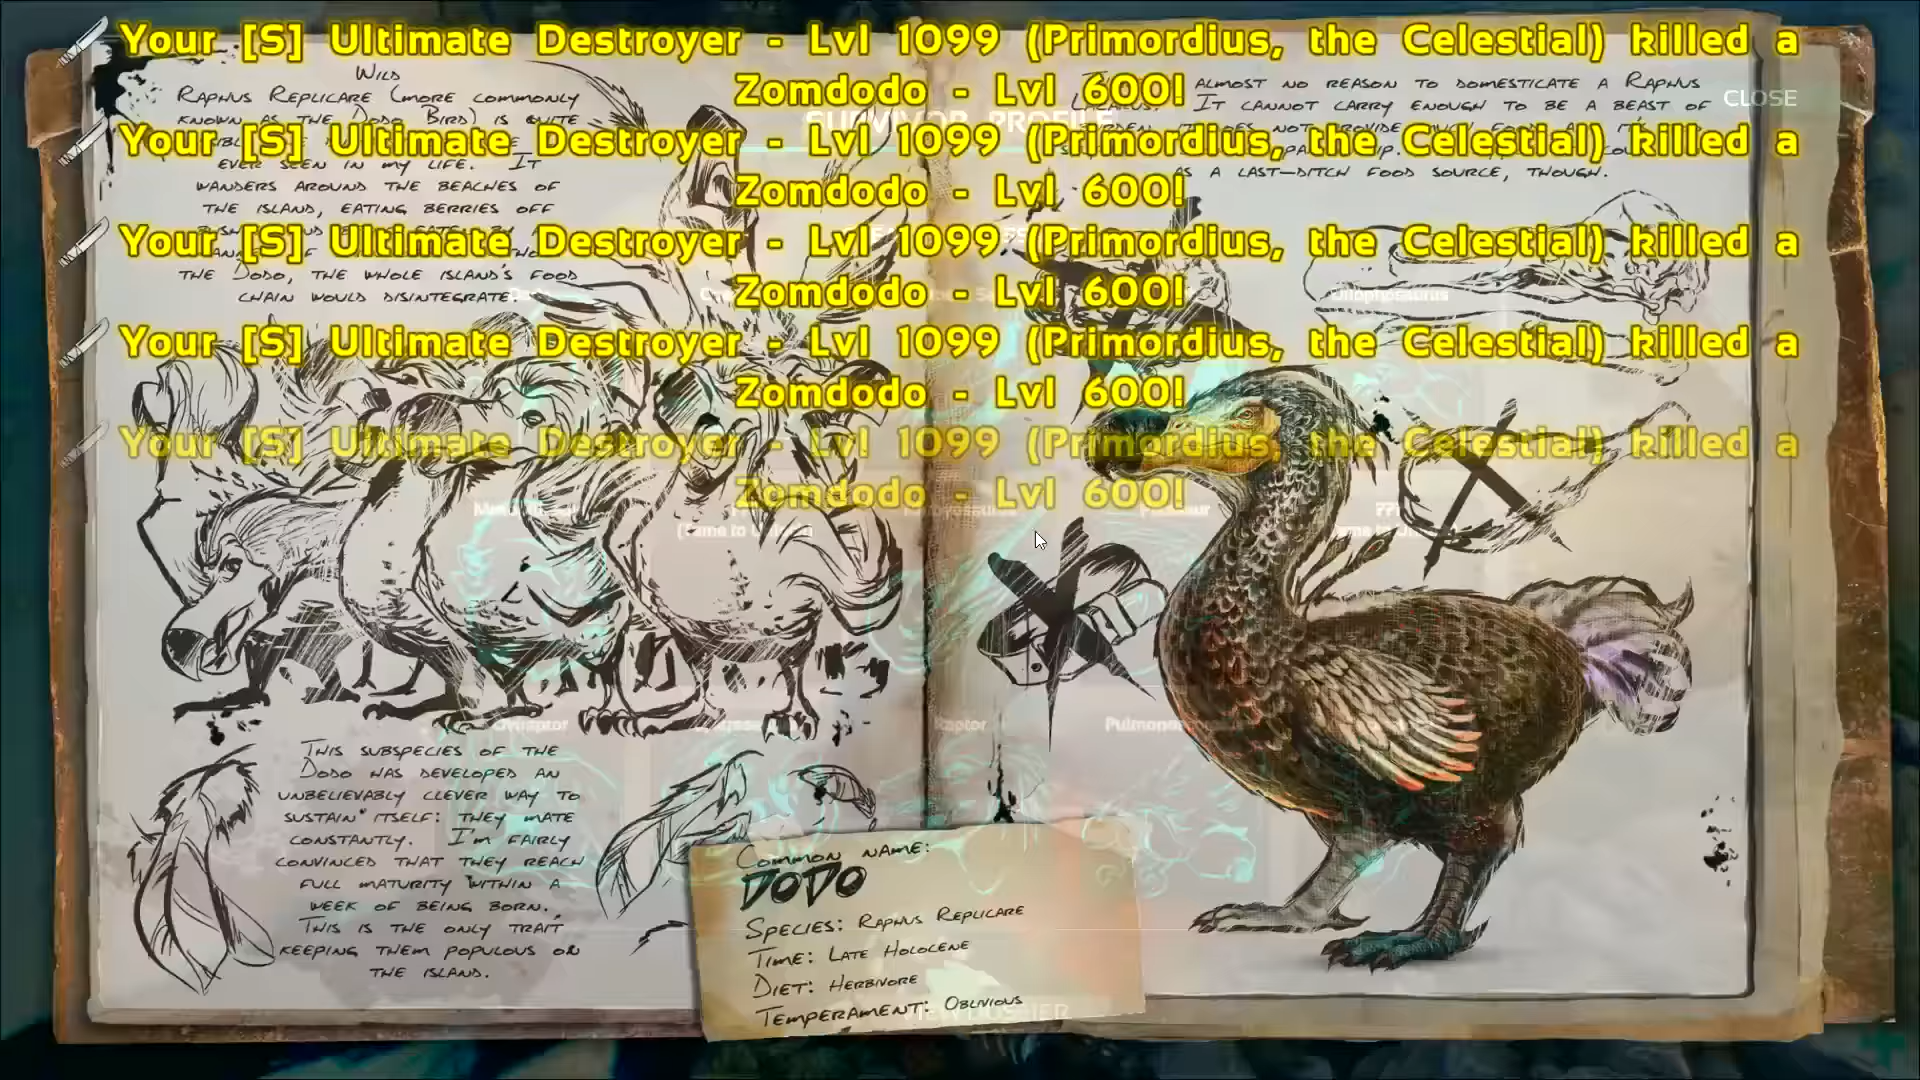 Your [S] Ultimate Destroyer - Lvl 1099 (Primordius, the Celestial) killed a
Zomdodo - Lvl 600!
Your [S] Ultimate Destroyer - Lvl 1099 (Primordius, the Celestial) killed a
Zomdodo - Lvl 600!
Your [S] Ultimate Destroyer - Lvl 1099 (Primordius, the Celestial) killed a
Zomdodo - Lvl 600!
Your [S] Ultimate Destroyer - Lvl 1099 (Primordius, the Celestial) killed a
Zomdodo - Lvl 600!
Your [S] Ultimate Destroyer - Lvl 1099 (Primordius, the Celestial) killed a
Zomdodo - Lvl 600!
CLOSE
SURVIVOR PROFILE
WILD
RAPHUS REPLICARE (MORE COMMONLY
KNOWN AS THE DODO BIRD) IS QUITE
EVER SEEN IN MY LIFE. IT
WANDERS AROUND THE BEACHES OF
THE ISLAND, EATING BERRIES OFF
THE DODO, THE WHOLE ISLAND'S FOOD
CHAIN WOULD DISINTEGRATE.
THIS SUBSPECIES OF THE
DODO HAS DEVELOPED AN
UNBELIEVABLY CLEVER WAY TO
SUSTAIN ITSELF: THEY MATE
CONSTANTLY. I'M FAIRLY
CONVINCED THAT THEY REACH
FULL MATURITY WITHIN A
WEEK OF BEING BORN.
THIS IS THE ONLY TRAIT
KEEPING THEM POPULOUS ON
THE ISLAND.
ALMOST NO REASON TO DOMESTICATE A RAPHUS
IT CANNOT CARRY ENOUGH TO BE A BEAST OF
NOT PROVIDE
AS A LAST-DITCH FOOD SOURCE, THOUGH.
Dilophosaurus
Raptor
COMMON NAME:
DODO
SPECIES: RAPHUS REPLICARE
TIME: LATE HOLOCENE
DIET: HERBIVORE
TEMPERAMENT: OBLIVIOUS